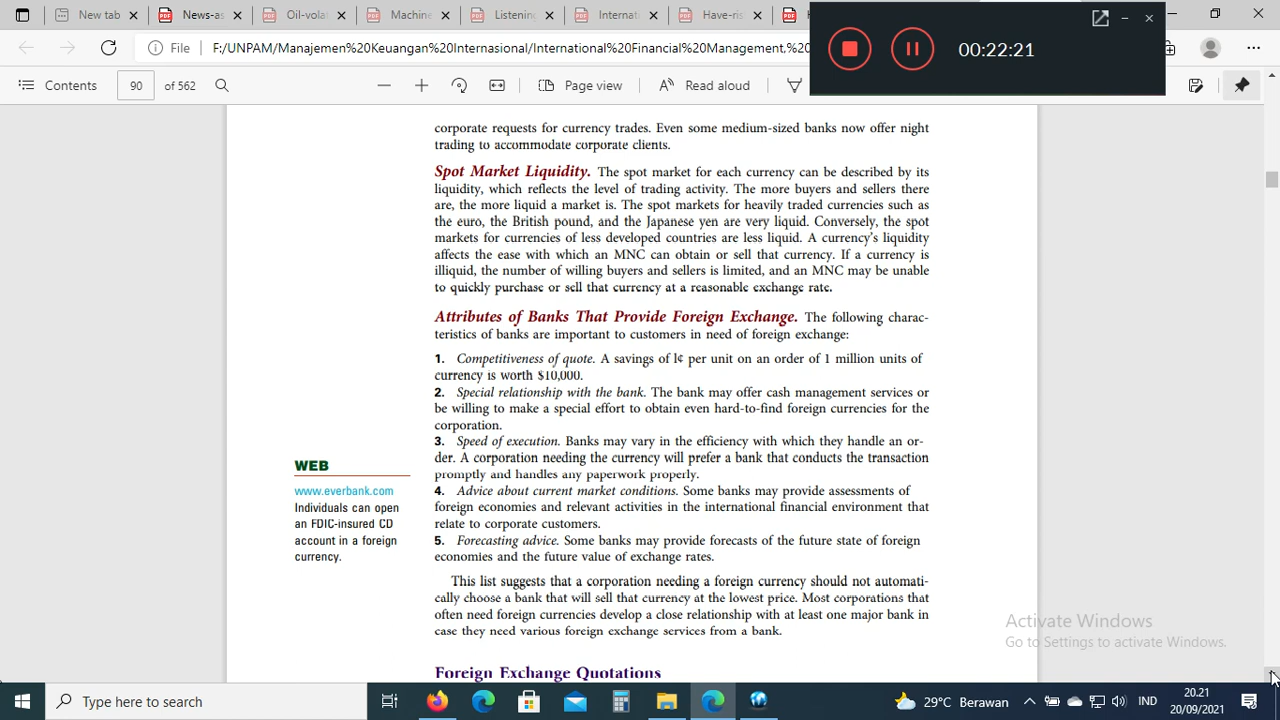 New
News-as
Oil-volat
Machine
Listening
Internat
Have-ris
File
F:/UNPAM/Manajemen%20Keuangan%20Internasional/International%20Financial%20Management,%20
00:22:21
Contents
90 of 562
Page view
Read aloud
corporate requests for currency trades. Even some medium-sized banks now offer night
trading to accommodate corporate clients.
Spot Market Liquidity. The spot market for each currency can be described by its
liquidity, which reflects the level of trading activity. The more buyers and sellers there
are, the more liquid a market is. The spot markets for heavily traded currencies such as
the euro, the British pound, and the Japanese yen are very liquid. Conversely, the spot
markets for currencies of less developed countries are less liquid. A currency's liquidity
affects the ease with which an MNC can obtain or sell that currency. If a currency is
illiquid, the number of willing buyers and sellers is limited, and an MNC may be unable
to quickly purchase or sell that currency at a reasonable exchange rate.
Attributes of Banks That Provide Foreign Exchange. The following charac-
teristics of banks are important to customers in need of foreign exchange:
1. Competitiveness of quote. A savings of 1¢ per unit on an order of 1 million units of
currency is worth $10,000.
2. Special relationship with the bank. The bank may offer cash management services or
be willing to make a special effort to obtain even hard-to-find foreign currencies for the
corporation.
3. Speed of execution. Banks may vary in the efficiency with which they handle an or-
der. A corporation needing the currency will prefer a bank that conducts the transaction
promptly and handles any paperwork properly.
4. Advice about current market conditions. Some banks may provide assessments of
foreign economies and relevant activities in the international financial environment that
relate to corporate customers.
5. Forecasting advice. Some banks may provide forecasts of the future state of foreign
economies and the future value of exchange rates.
This list suggests that a corporation needing a foreign currency should not automati-
cally choose a bank that will sell that currency at the lowest price. Most corporations that
often need foreign currencies develop a close relationship with at least one major bank in
case they need various foreign exchange services from a bank.
Foreign Exchange Quotations
WEB
www.everbank.com
Individuals can open
an FDIC-insured CD
account in a foreign
currency.
Activate Windows
Go to Settings to activate Windows.
Type here to search
29°C Berawan
IND
20.21
20/09/2021